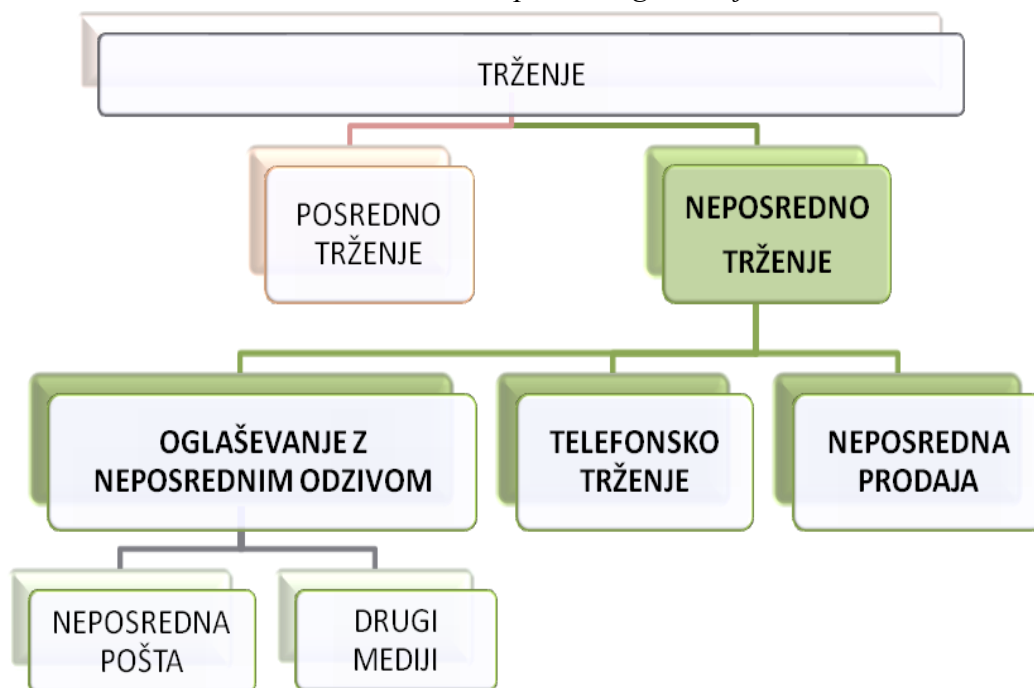 TRŽENJE
POSREDNO
TRŽENJE
NEPOSREDNO
TRŽENJE
OGLAŠEVANJE Z
NEPOSREDNIM ODZIVOM
TELEFONSKO
TRŽENJE
NEPOSREDNA
PRODAJA
NEPOSREDNA
POŠTA
DRUGI
MEDIJI